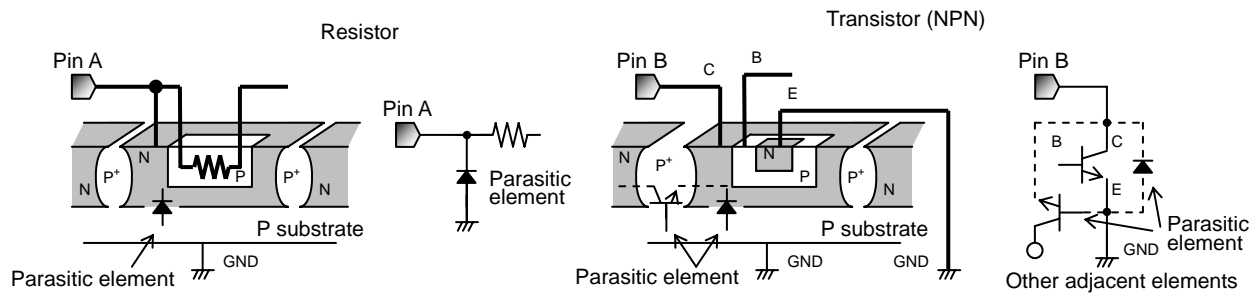 Resistor
Transistor (NPN)
Pin A
Pin A
Pin B
C
B
E
Pin B
N
N
P+
P
P+
N
Parasitic
element
P substrate
GND
Parasitic element
N
P+
N
P
P+
N
P substrate
GND
GND
Parasitic element
B
C
E
GND
Parasitic
element
Other adjacent elements